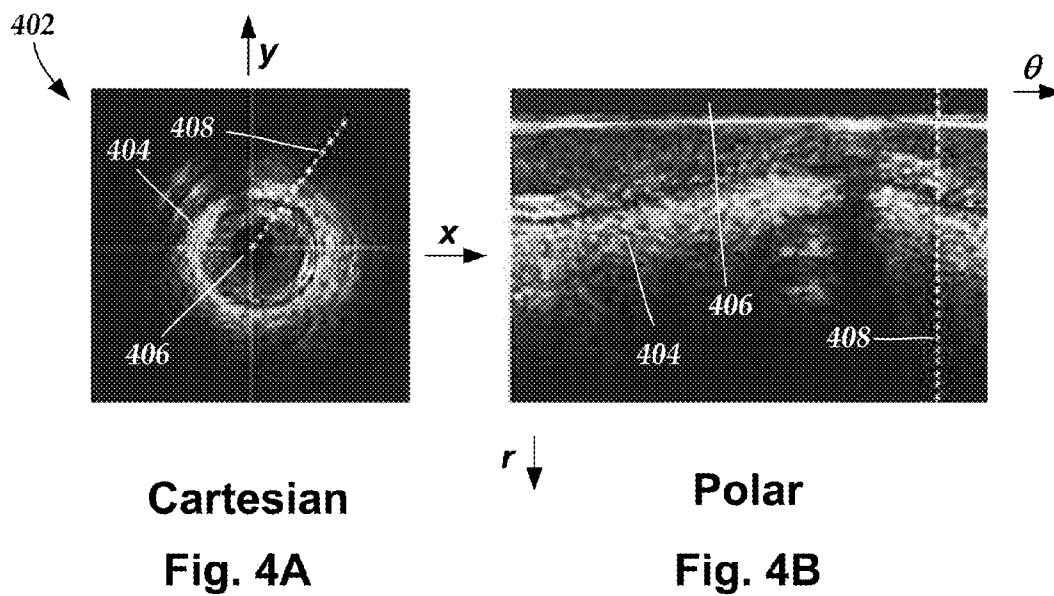 402
y
θ
408
404
x
406
406
404
408
r
Cartesian
Polar
Fig. 4A
Fig. 4B